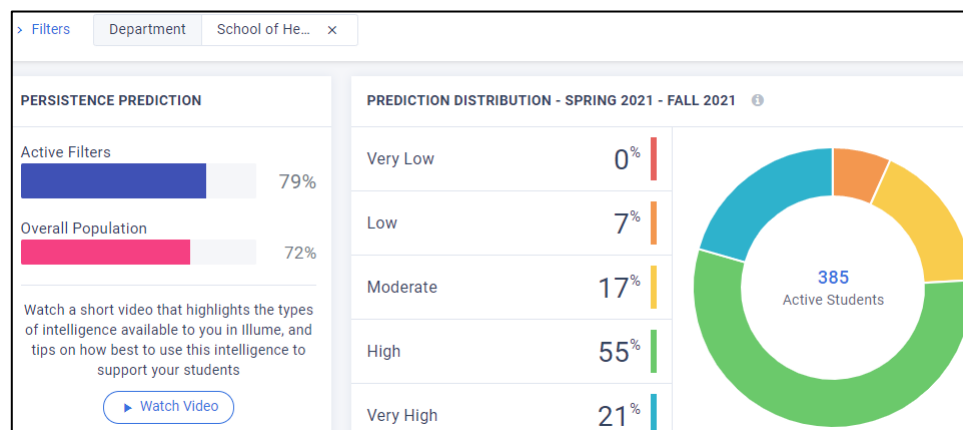 › Filters
Department
School of He... ×
PERSISTENCE PREDICTION
Active Filters
79%
Overall Population
72%
Watch a short video that highlights the types
of intelligence available to you in Illume, and
tips on how best to use this intelligence to
support your students
Watch Video
PREDICTION DISTRIBUTION - SPRING 2021 - FALL 2021
Very Low 0%
Low 7%
Moderate 17%
High 55%
Very High 21%
385
Active Students